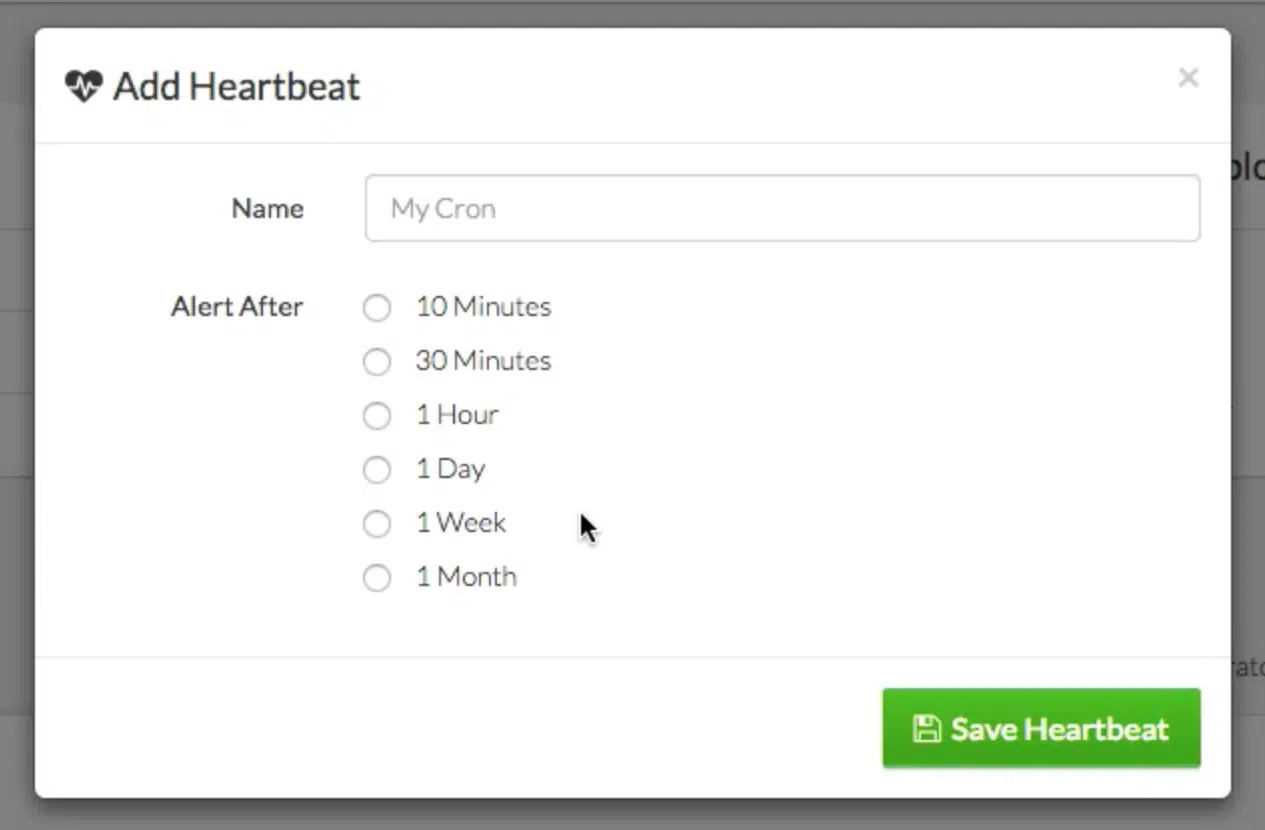 Add Heartbeat
×
Name
My Cron
Alert After
10 Minutes
30 Minutes
1 Hour
1 Day
1 Week
1 Month
Save Heartbeat